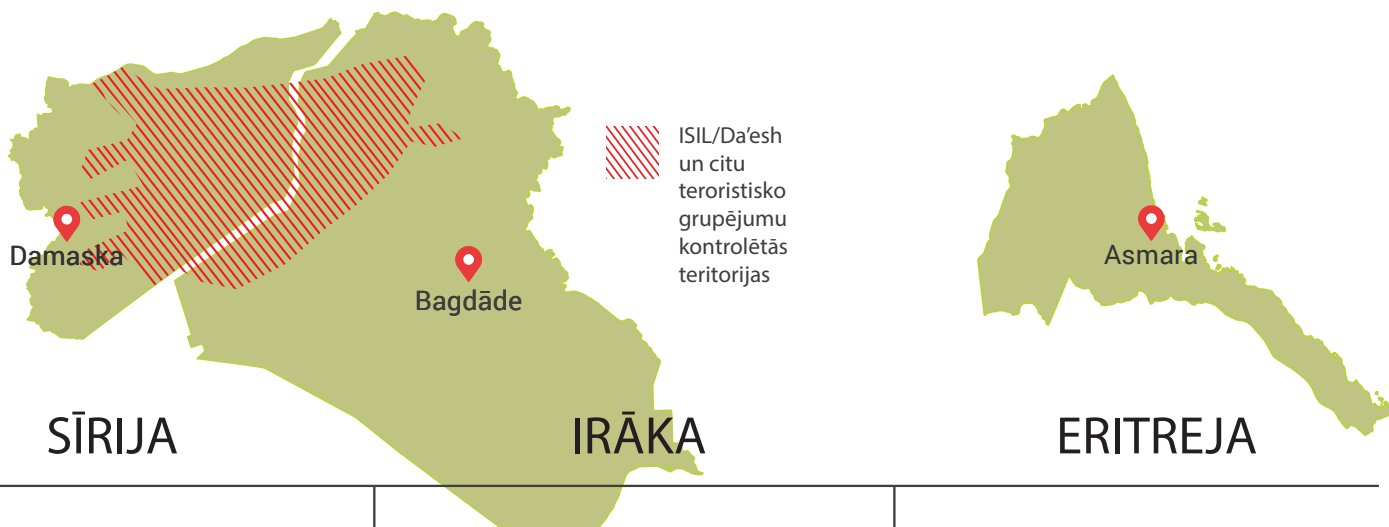 ISIL/Da'esh
un citu
teroristisko
grupējumu
kontrolētās
teritorijas
Damaska
Bagdāde
Asmara
SĪRIJA
IRĀKA
ERITREJA